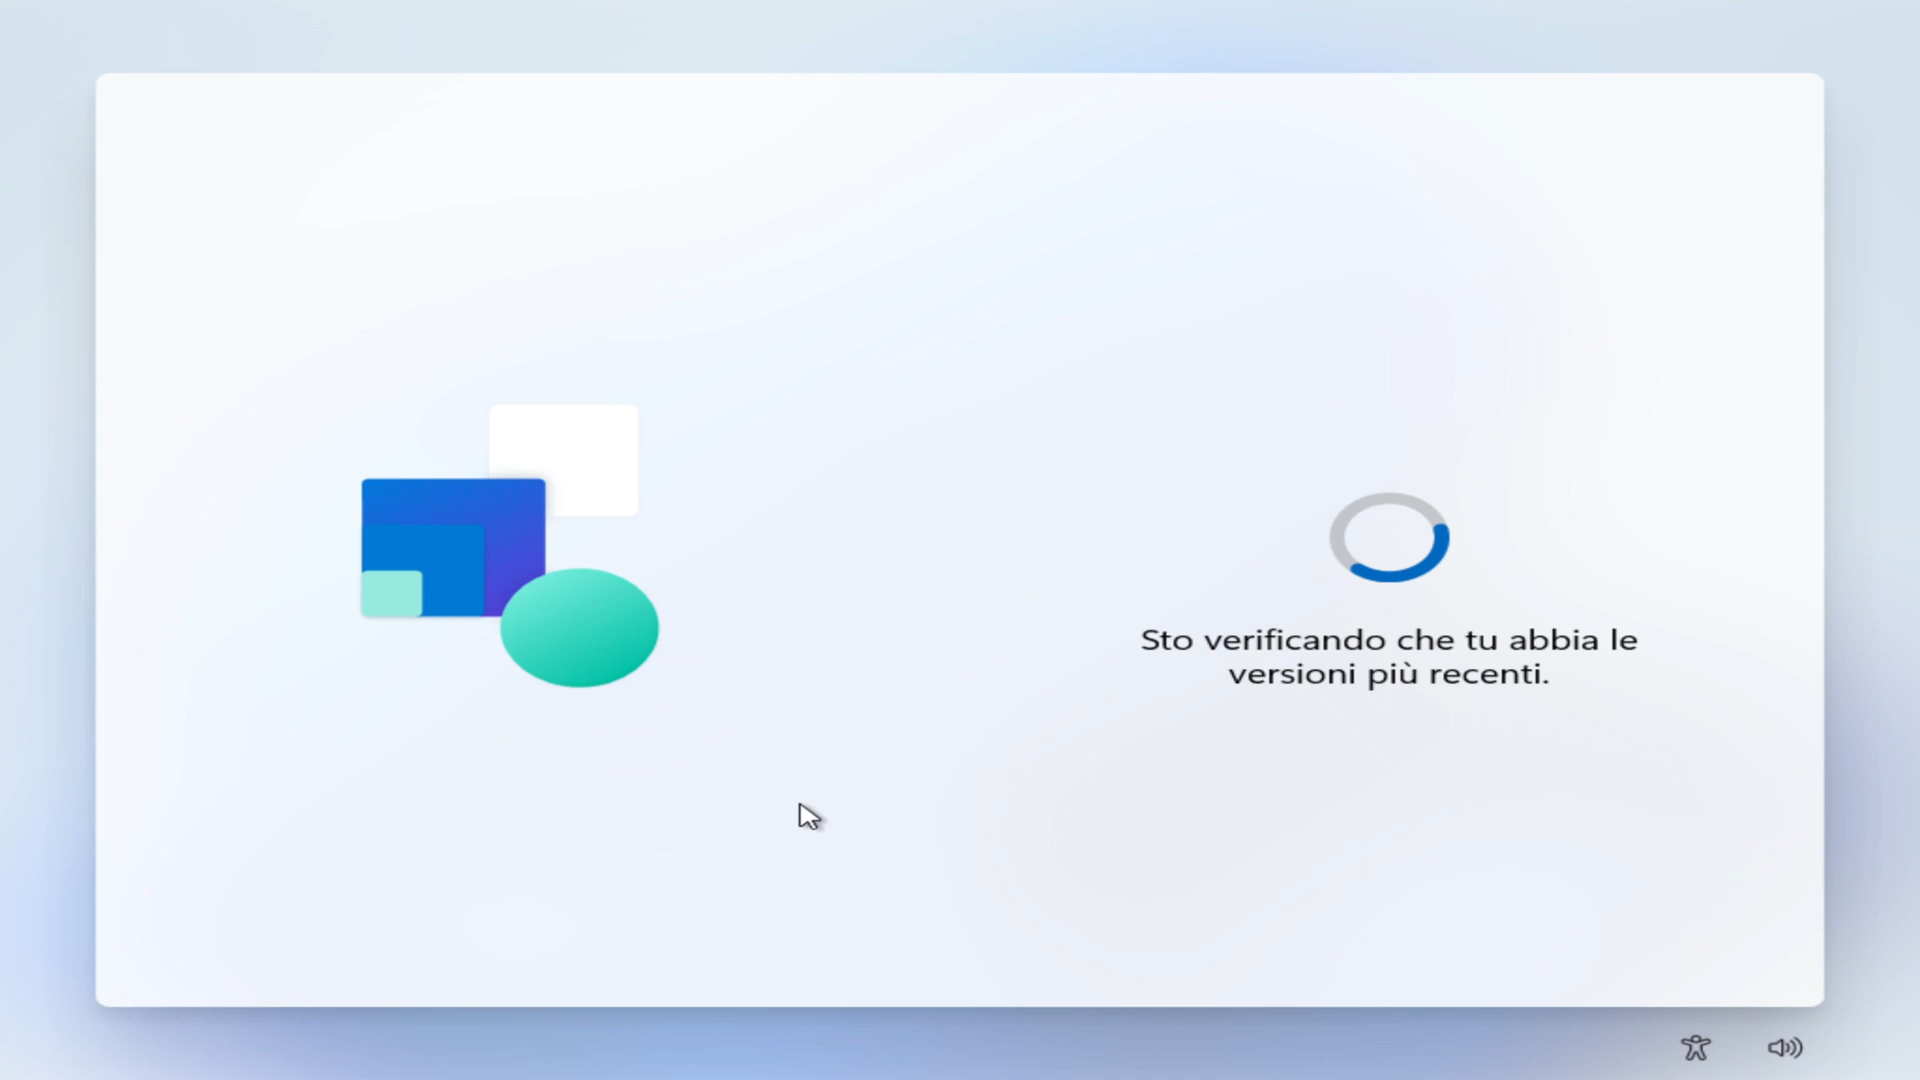 Sto verificando che tu abbia le
versioni più recenti.